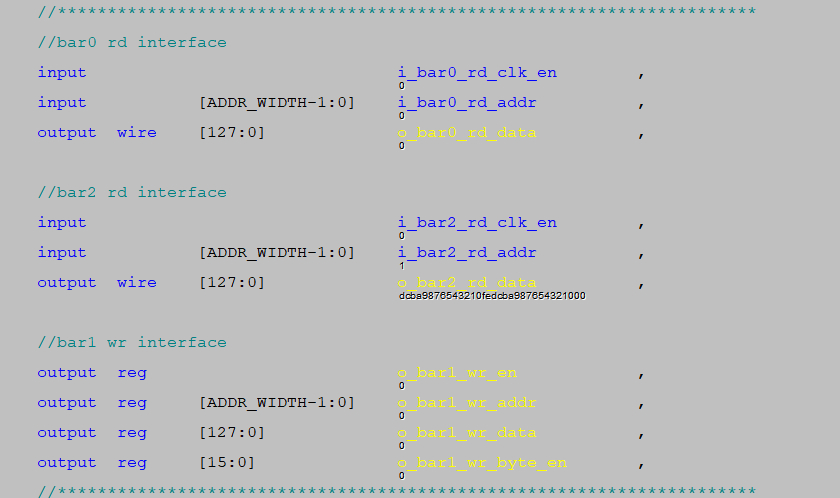 //**********************************************************************
//bar0 rd interface
input i_bar0_rd_clk_en ,
0
input [ADDR_WIDTH-1:0] i_bar0_rd_addr ,
0
output wire [127:0] o_bar0_rd_data ,
0
//bar2 rd interface
input i_bar2_rd_clk_en ,
0
input [ADDR_WIDTH-1:0] i_bar2_rd_addr ,
1
output wire [127:0] o_bar2_rd_data ,
dcba9876543210fedcba987654321000
//bar1 wr interface
output reg o_bar1_wr_en ,
0
output reg [ADDR_WIDTH-1:0] o_bar1_wr_addr ,
0
output reg [127:0] o_bar1_wr_data ,
0
output reg [15:0] o_bar1_wr_byte_en ,
0
//**********************************************************************